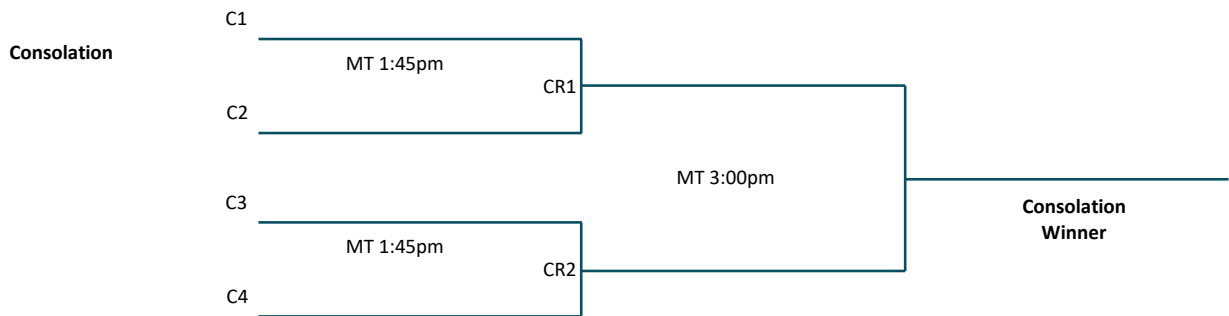 C1
Consolation
MT 1:45pm
CR1
C2
MT 3:00pm
C3
Consolation
Winner
MT 1:45pm
CR2
C4